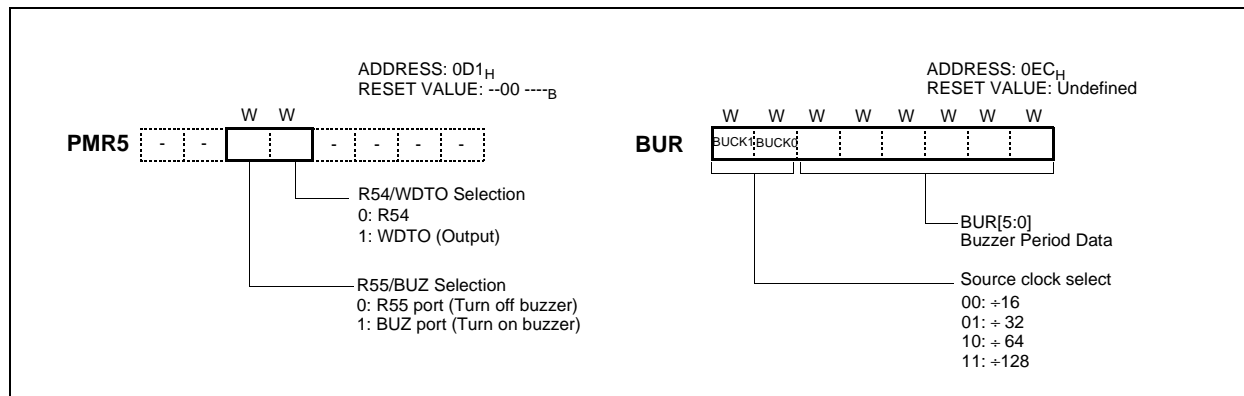 ADDRESS: 0D1H
RESET VALUE: --00 ----B
W W
PMR5 - - - - - -
R54/WDTO Selection
0: R54
1: WDTO (Output)
R55/BUZ Selection
0: R55 port (Turn off buzzer)
1: BUZ port (Turn on buzzer)
ADDRESS: 0ECH
RESET VALUE: Undefined
W W W W W W W W
BUR BUCK1 BUCK0
BUR[5:0]
Buzzer Period Data
Source clock select
00: ÷16
01: ÷ 32
10: ÷ 64
11: ÷128